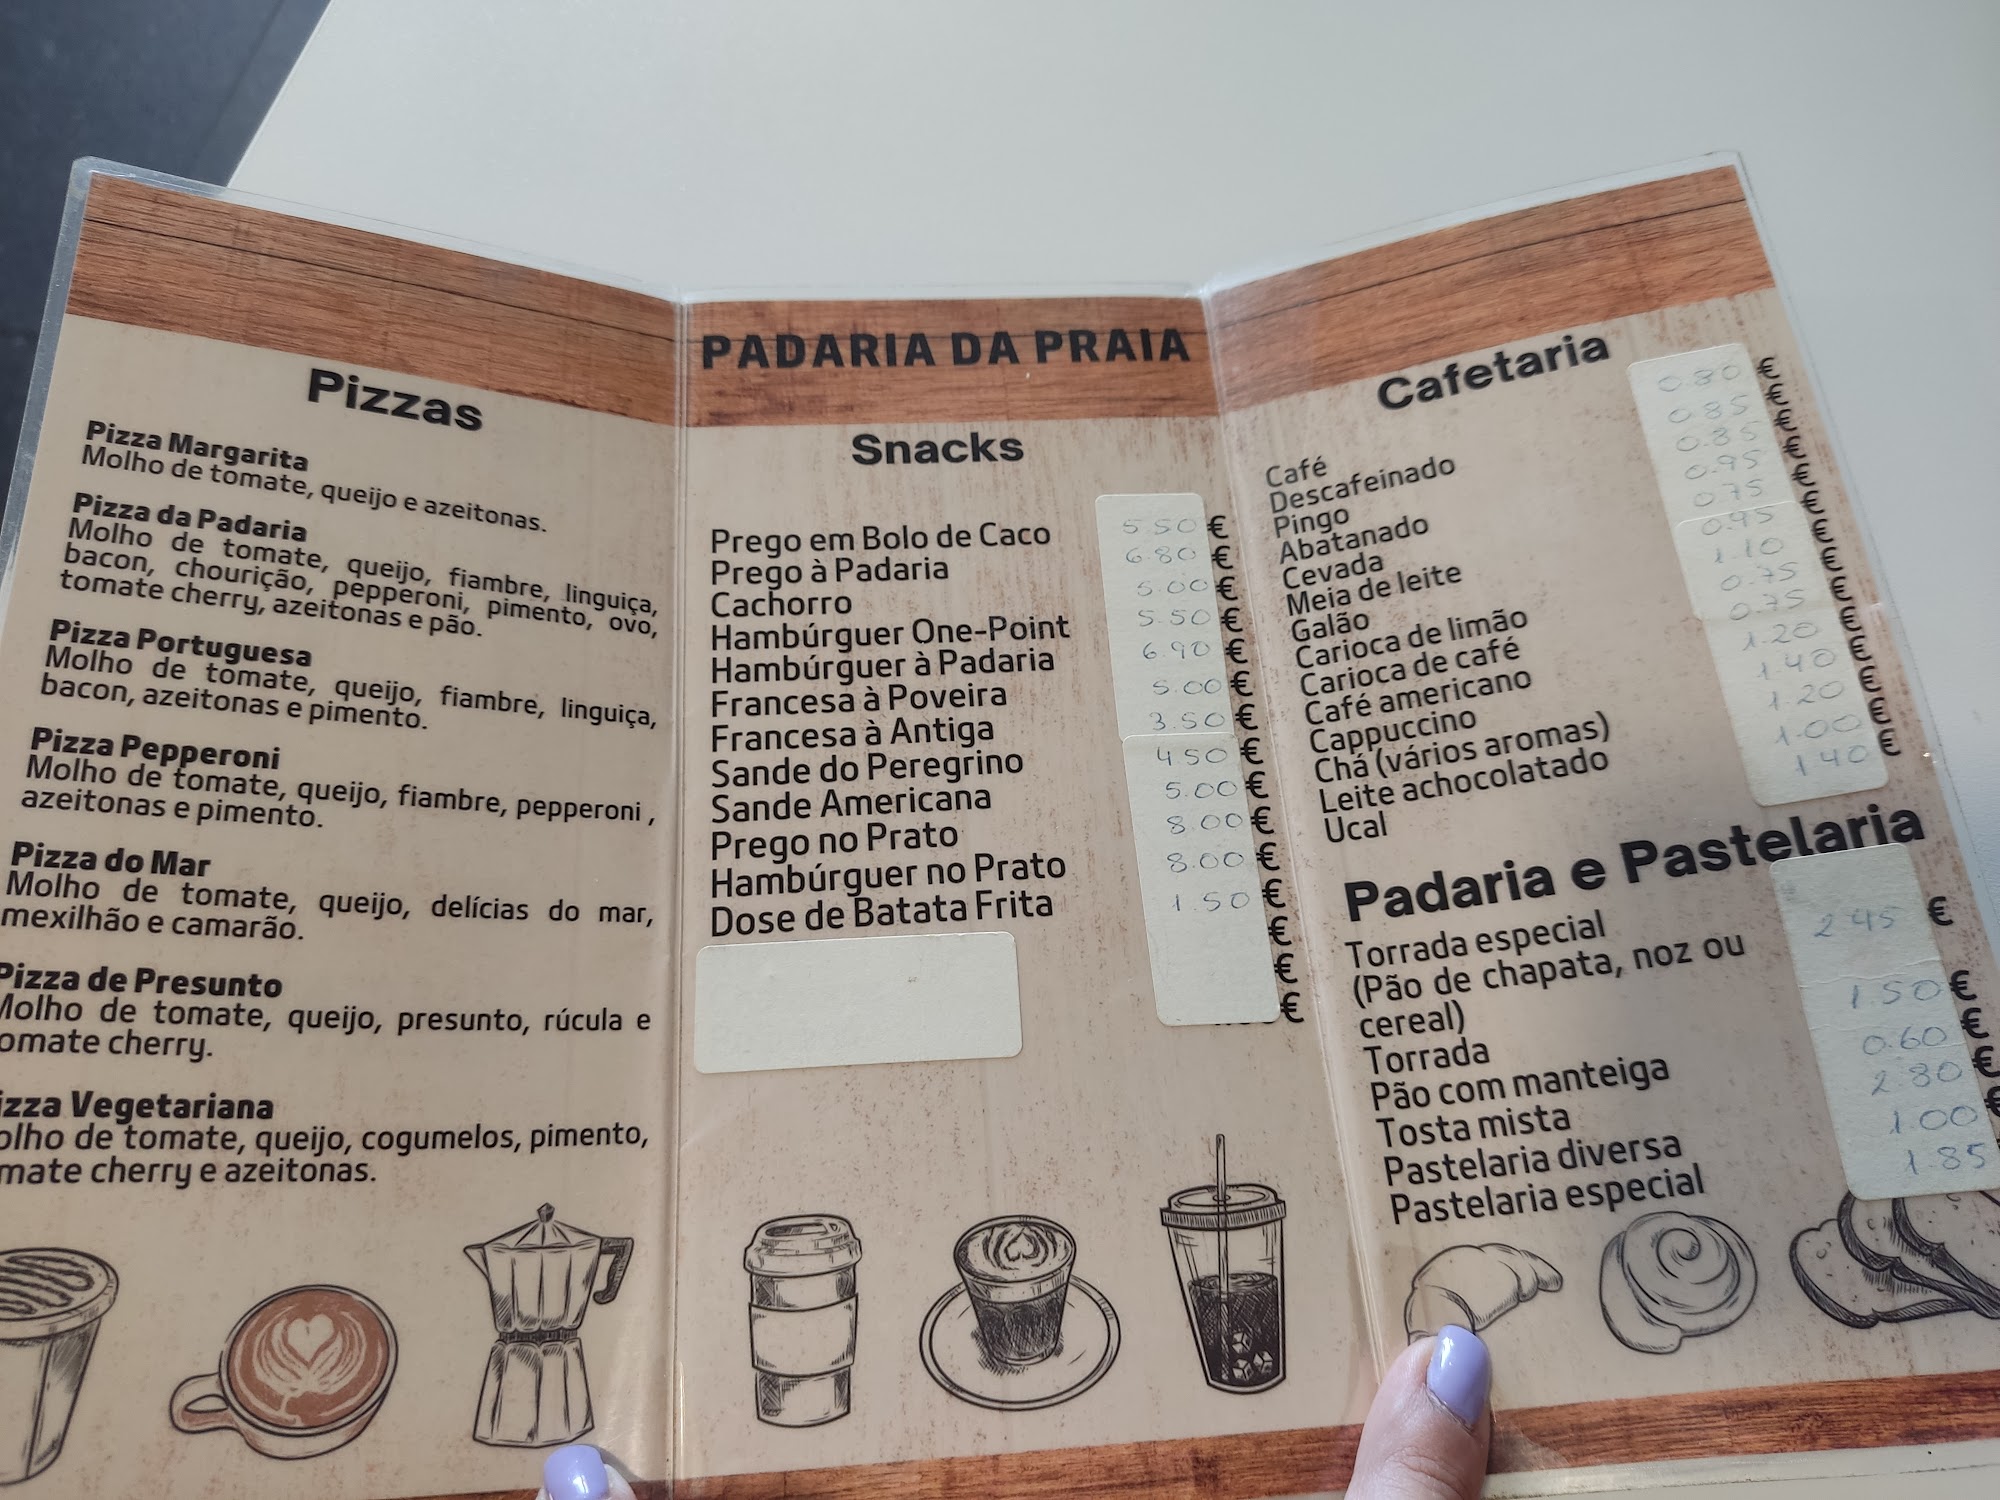 Pizzas
Pizza Margarita
Molho de tomate, queijo e azeitonas.
Pizza da Padaria
Molho de tomate, queijo, fiambre, linguiça,
bacon, chourição, pepperoni, pimento, ovo,
tomate cherry, azeitonas e pão.
Pizza Portuguesa
Molho de tomate, queijo, fiambre, linguiça,
bacon, azeitonas e pimento.
Pizza Pepperoni
Molho de tomate, queijo, fiambre, pepperoni ,
azeitonas e pimento.
Pizza do Mar
Molho de tomate, queijo, delícias do mar,
mexilhão e camarão.
Pizza de Presunto
Molho de tomate, queijo, presunto, rúcula e
omate cherry.
izza Vegetariana
olho de tomate, queijo, cogumelos, pimento,
mate cherry e azeitonas.
PADARIA DA PRAIA
Snacks
Prego em Bolo de Caco 5.50 €
Prego à Padaria 6.80 €
Cachorro 5.00 €
Hambúrguer One-Point 5.50 €
Hambúrguer à Padaria 6.90 €
Francesa à Poveira 5.00 €
Francesa à Antiga 3.50 €
Sande do Peregrino 4.50 €
Sande Americana 5.00 €
Prego no Prato 8.00 €
Hambúrguer no Prato 8.00 €
Dose de Batata Frita 1.50 €
€
€
€
Cafetaria
Café 0.80 €
Descafeinado 0.85 €
Pingo 0.85 €
Abatanado 0.95 €
Cevada 0.75 €
Meia de leite 0.95 €
Galão 1.10 €
Carioca de limão 0.75 €
Carioca de café 0.75 €
Café americano 1.20 €
Cappuccino 1.40 €
Chá (vários aromas) 1.20 €
Leite achocolatado 1.00 €
Ucal 1.40 €
Padaria e Pastelaria
Torrada especial 2.45 €
(Pão de chapata, noz ou
cereal)
Torrada 1.50 €
Pão com manteiga 0.60 €
Tosta mista 2.80 €
Pastelaria diversa 1.00 €
Pastelaria especial 1.85